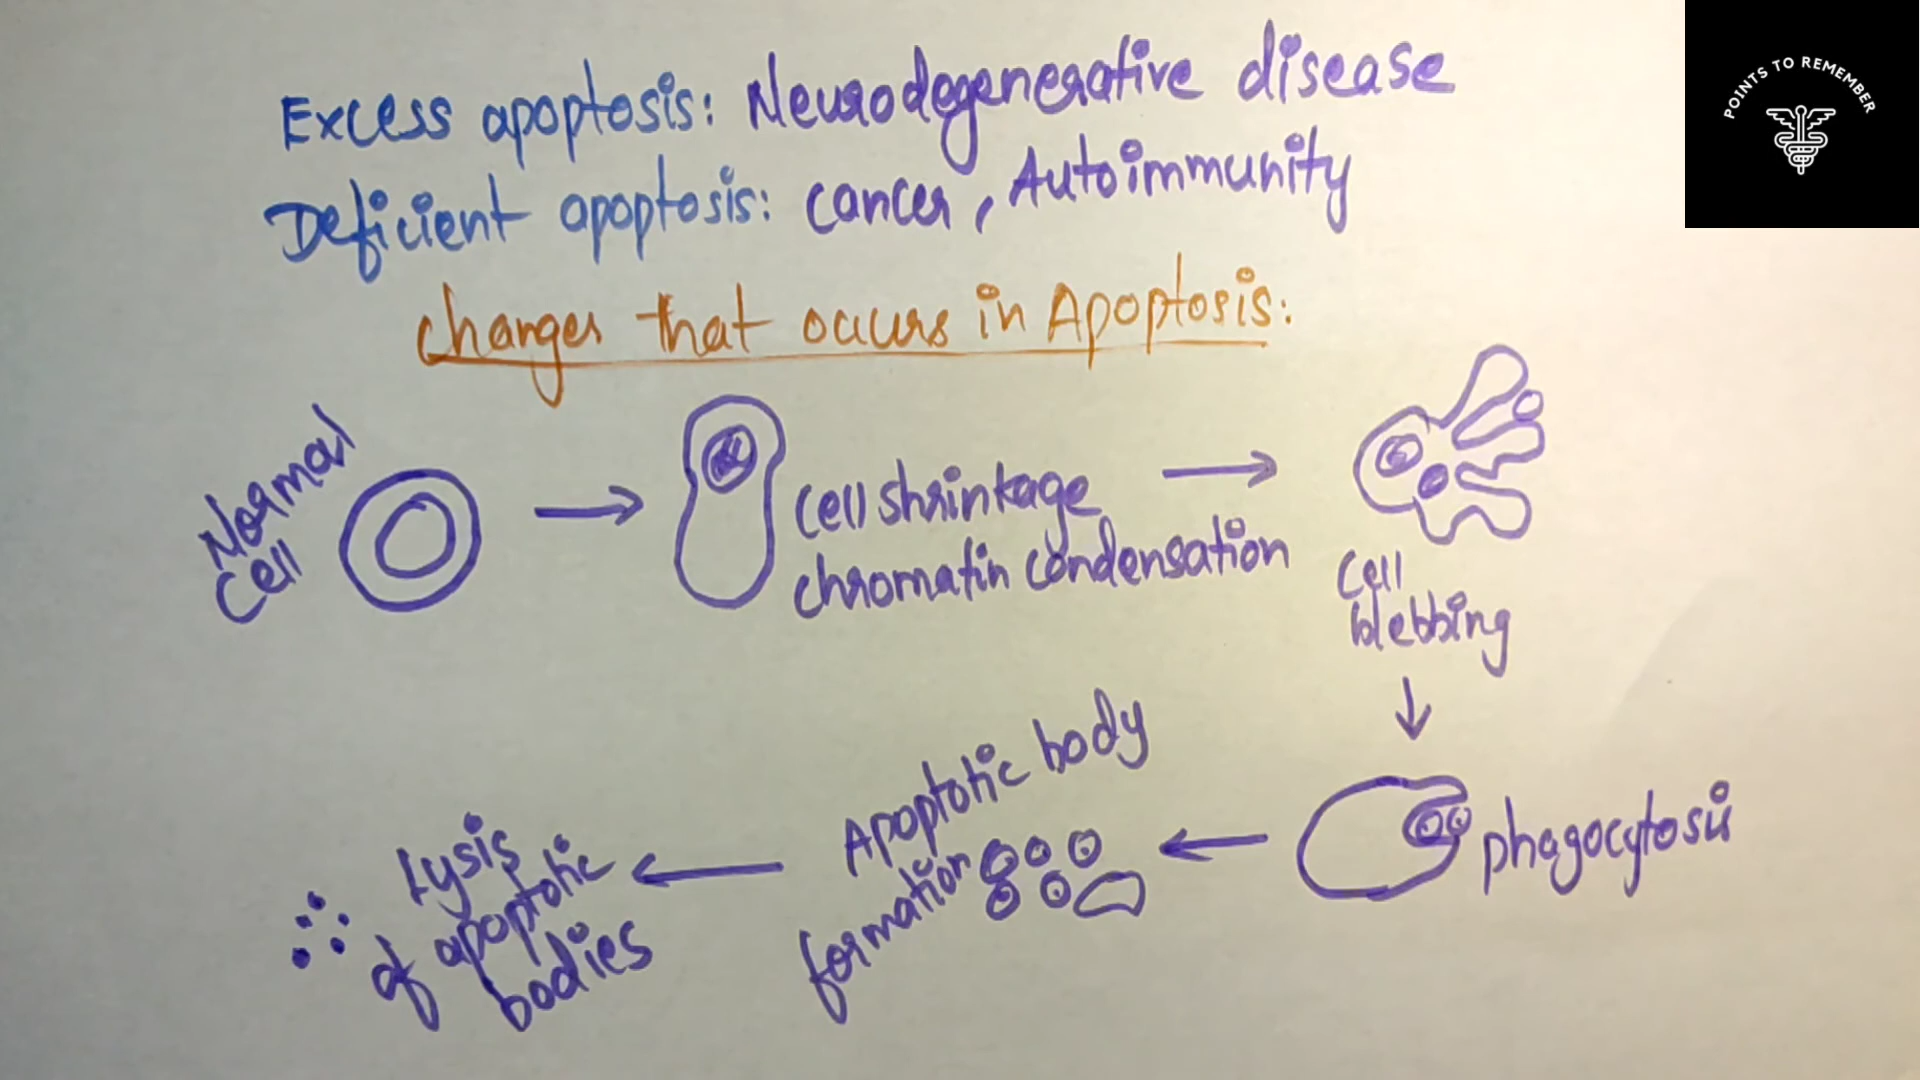 POINTS TO REMEMBER
Excess apoptosis: Neurodegenerative disease
Deficient apoptosis: cancer, Autoimmunity
changes that occurs in Apoptosis:
Normal
cell
cell shrinkage
chromatin condensation
cell
blebbing
phagocytosis
Apoptotic body
formation
Lysis
of apoptotic
bodies